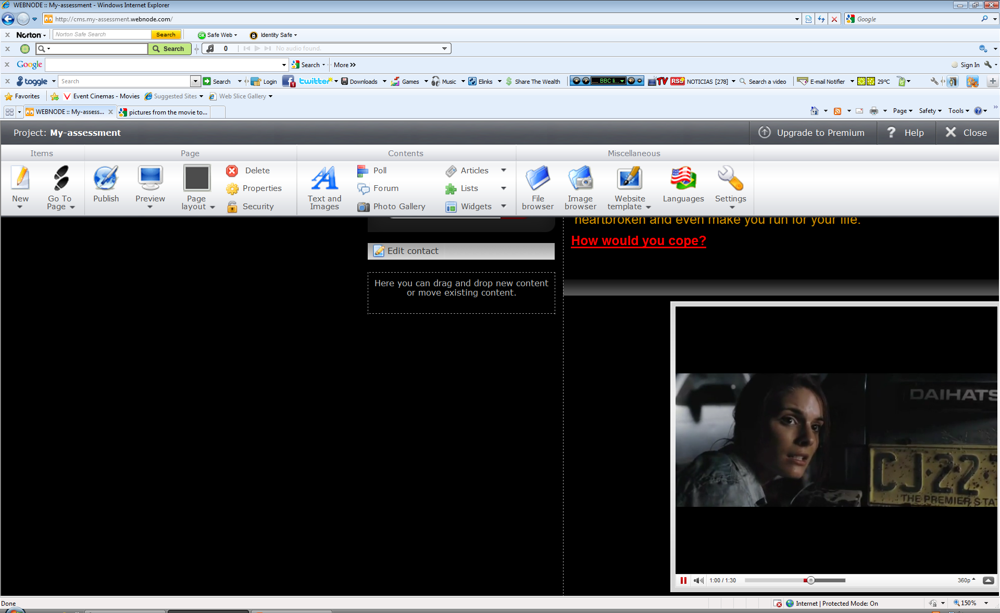 WEBNODE :: My-assessment - Windows Internet Explorer
http://cms.my-assessment.webnode.com/
Google
Norton
Norton Safe Search
Search
OK
Safe Web
Identity Safe
Search
0
No audio found.
Google
Search
More
Sign In
toggle
Search
Search
Login
1
twitter
Downloads
Games
Music
Elinks
Share The Wealth
.... BBC li...
TV
RSS
NOTICIAS [278]
Search a video
E-mail Notifier
29°C
Favorites
Event Cinemas - Movies
Suggested Sites
Web Slice Gallery
WEBNODE :: My-assess...
pictures from the movie to...
Page
Safety
Tools
Project: My-assessment
Upgrade to Premium
Help
Close
Items
Page
Contents
Miscellaneous
New
Go To
Page
Publish
Preview
Page
layout
Delete
Properties
Security
Text and
Images
Poll
Forum
Photo Gallery
Articles
Lists
Widgets
File
browser
Image
browser
Website
template
Languages
Settings
heartbroken and even make you run for your life.
How would you cope?
Edit contact
Here you can drag and drop new content
or move existing content.
DAIHATS
CJ·22
THE PREMIER STA
1:00 / 1:30
360p
Done
Internet | Protected Mode: On
150%